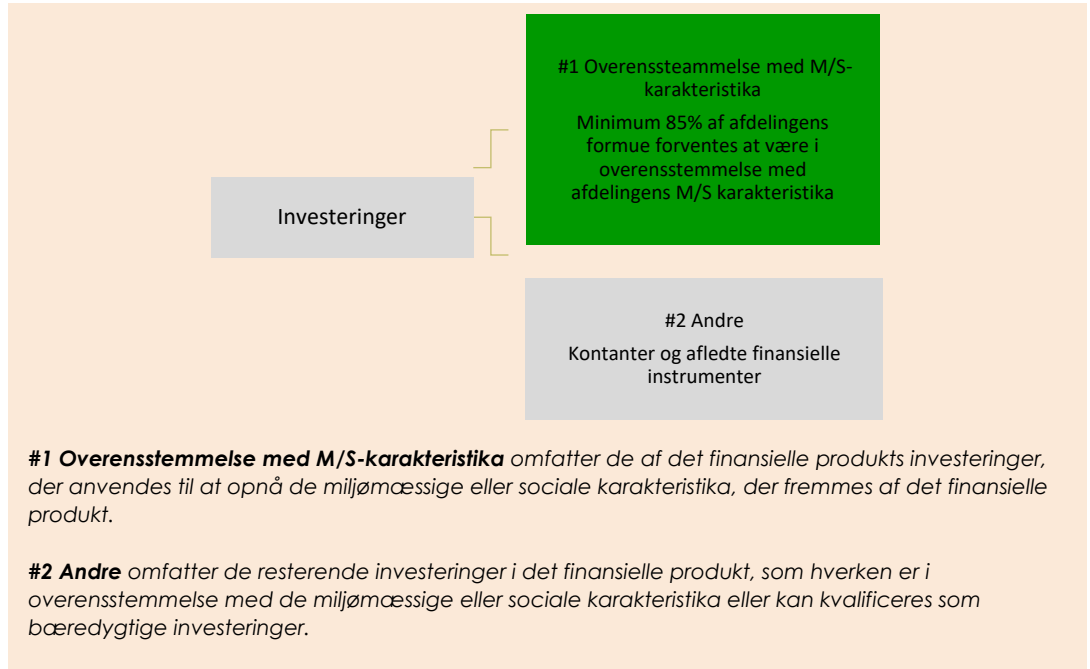 #1 Overenssteammelse med M/S-
karakteristika
Minimum 85% af afdelingens
formue forventes at være i
overensstemmelse med
afdelingens M/S karakteristika
Investeringer
#2 Andre
Kontanter og afledte finansielle
instrumenter
#1 Overensstemmelse med M/S-karakteristika omfatter de af det finansielle produkts investeringer,
der anvendes til at opnå de miljømæssige eller sociale karakteristika, der fremmes af det finansielle
produkt.
#2 Andre omfatter de resterende investeringer i det finansielle produkt, som hverken er i
overensstemmelse med de miljømæssige eller sociale karakteristika eller kan kvalificeres som
bæredygtige investeringer.